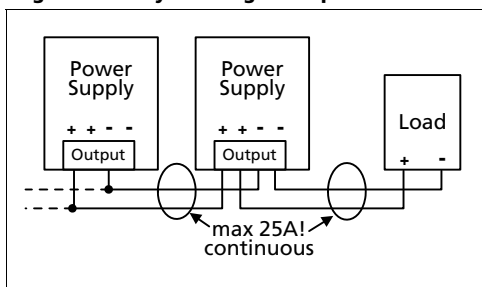 Power
Supply
+ + - -
Output
Power
Supply
+ + - -
Output
Load
+ -
max 25A!
continuous